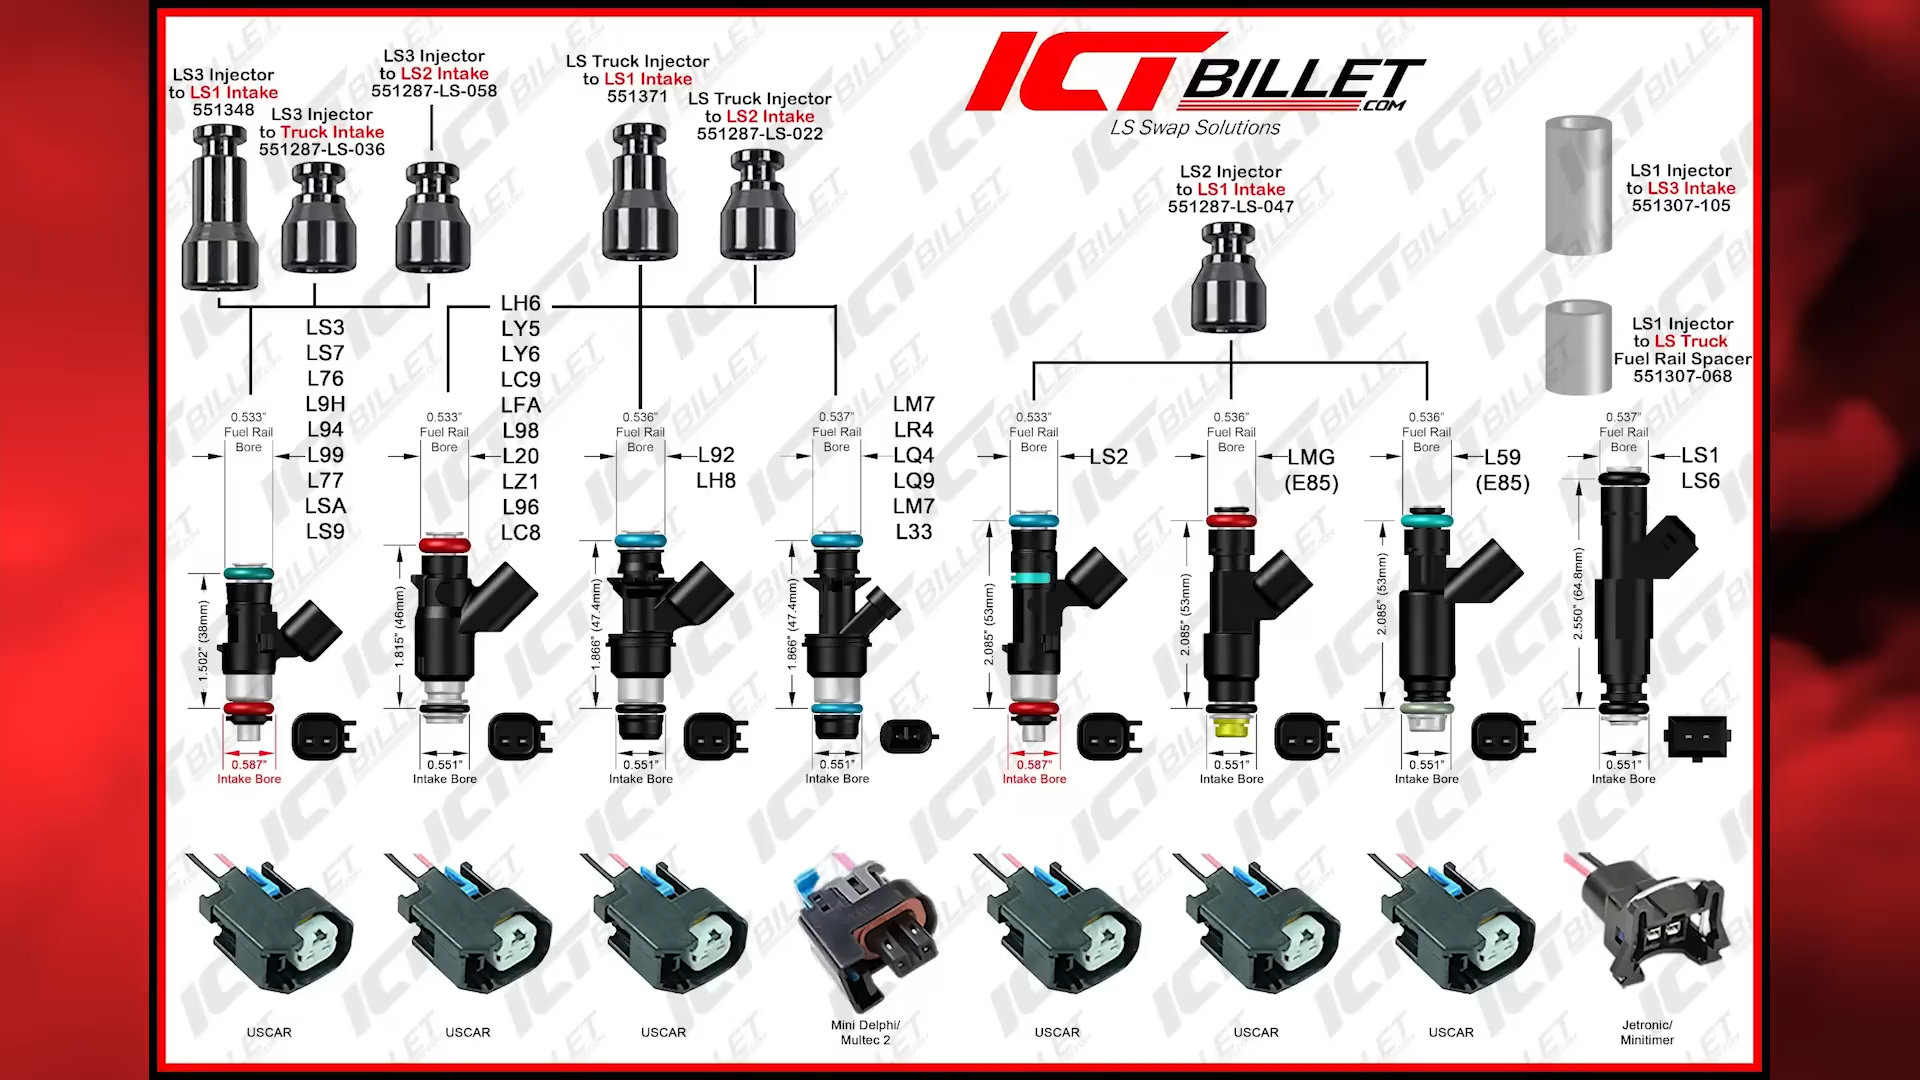 LS3 Injector
to LS1 Intake
551348
LS3 Injector
to Truck Intake
551287-LS-036
LS3 Injector
to LS2 Intake
551287-LS-058
LS Truck Injector
to LS1 Intake
551371
LS Truck Injector
to LS2 Intake
551287-LS-022
ICT BILLET
.COM
LS Swap Solutions
LS2 Injector
to LS1 Intake
551287-LS-047
LS1 Injector
to LS3 Intake
551307-105
LS1 Injector
to LS Truck
Fuel Rail Spacer
551307-068
0.533"
Fuel Rail
Bore
LS3
LS7
L76
L9H
L94
L99
L77
LSA
LS9
1.502" (38mm)
0.587"
Intake Bore
0.533"
Fuel Rail
Bore
LH6
LY5
LY6
LC9
LFA
L98
L20
LZ1
L96
LC8
1.815" (46mm)
0.551"
Intake Bore
0.536"
Fuel Rail
Bore
L92
LH8
1.866" (47.4mm)
0.551"
Intake Bore
0.537"
Fuel Rail
Bore
LM7
LR4
LQ4
LQ9
LM7
L33
1.866" (47.4mm)
0.551"
Intake Bore
0.533"
Fuel Rail
Bore
LS2
2.085" (53mm)
0.587"
Intake Bore
0.536"
Fuel Rail
Bore
LMG
(E85)
2.085" (53mm)
0.551"
Intake Bore
0.536"
Fuel Rail
Bore
L59
(E85)
2.085" (53mm)
0.551"
Intake Bore
0.537"
Fuel Rail
Bore
LS1
LS6
2.550" (64.8mm)
0.551"
Intake Bore
USCAR
USCAR
USCAR
Mini Delphi/
Multec 2
USCAR
USCAR
USCAR
Jetronic/
Minitimer